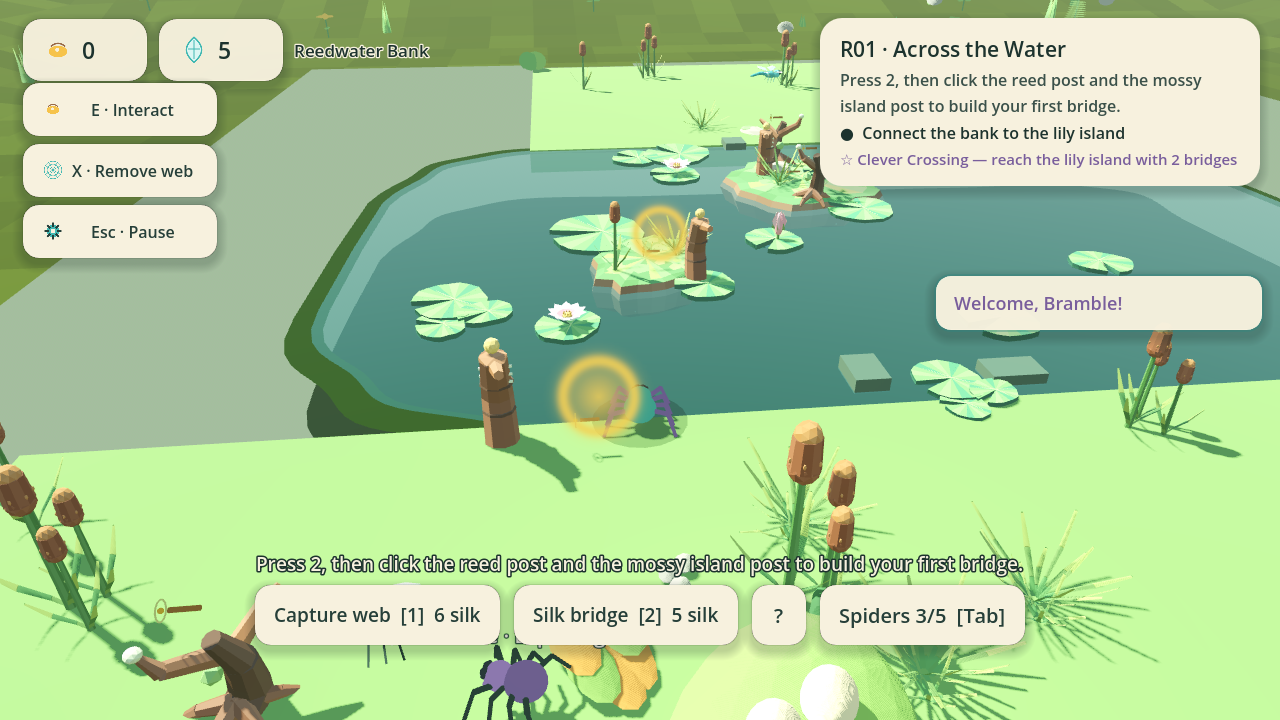 0
5
Reedwater Bank
E · Interact
X · Remove web
Esc · Pause
R01 · Across the Water
Press 2, then click the reed post and the mossy
island post to build your first bridge.
Connect the bank to the lily island
☆ Clever Crossing — reach the lily island with 2 bridges
Welcome, Bramble!
Press 2, then click the reed post and the mossy island post to build your first bridge.
Capture web [1] 6 silk
Silk bridge [2] 5 silk
?
Spiders 3/5 [Tab]